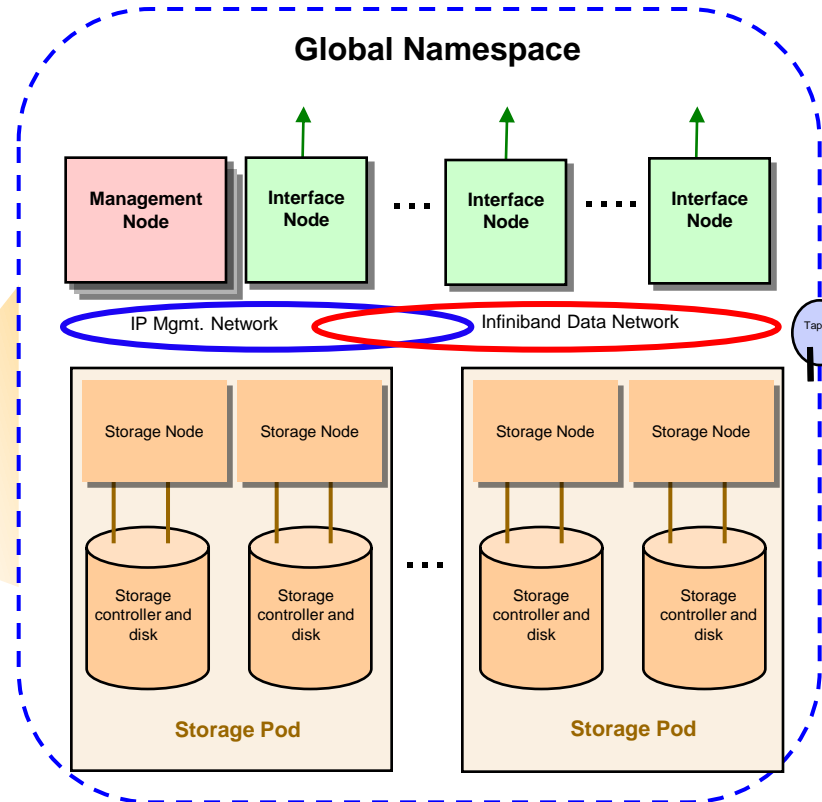 Global Namespace
Management
Node
Interface
Node
Interface
Node
Interface
Node
IP Mgmt. Network
Infiniband Data Network
Storage Node
Storage Node
Storage Node
Storage Node
Storage
controller and
disk
Storage
controller and
disk
Storage
controller and
disk
Storage
controller and
disk
Storage Pod
Storage Pod